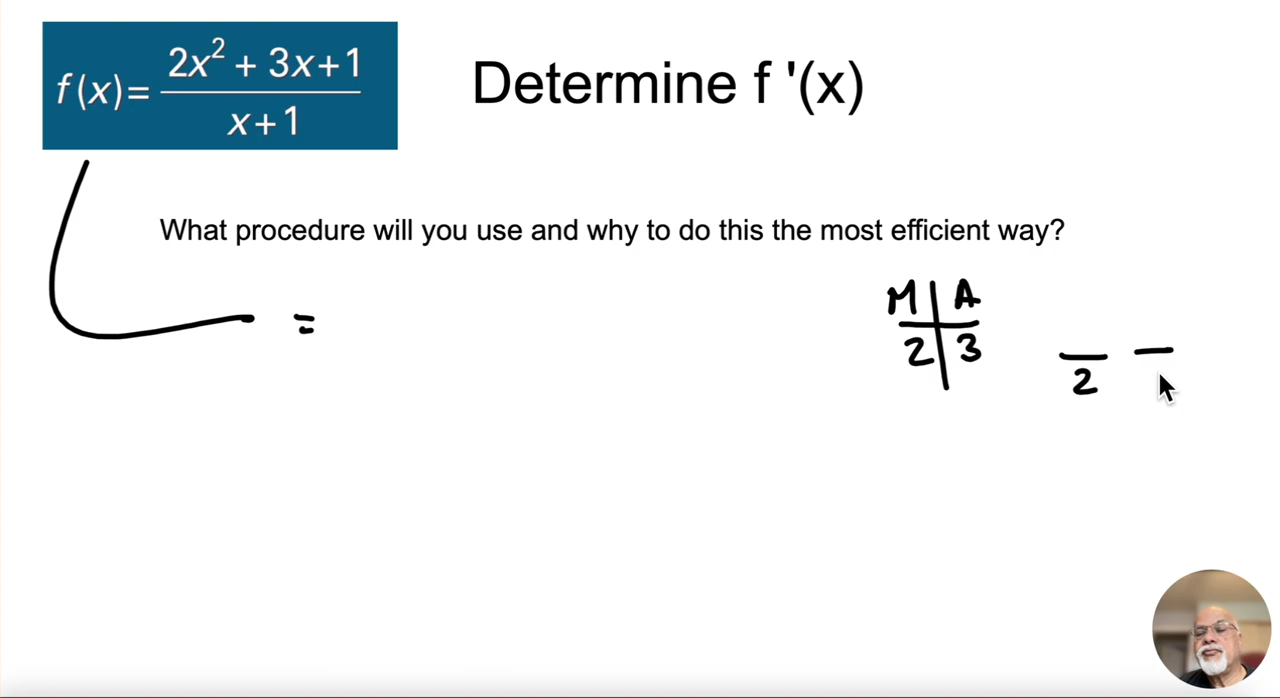 f(x)= 2x² + 3x+1
x+1
Determine f '(x)
What procedure will you use and why to do this the most efficient way?
=
M A
2 3
2